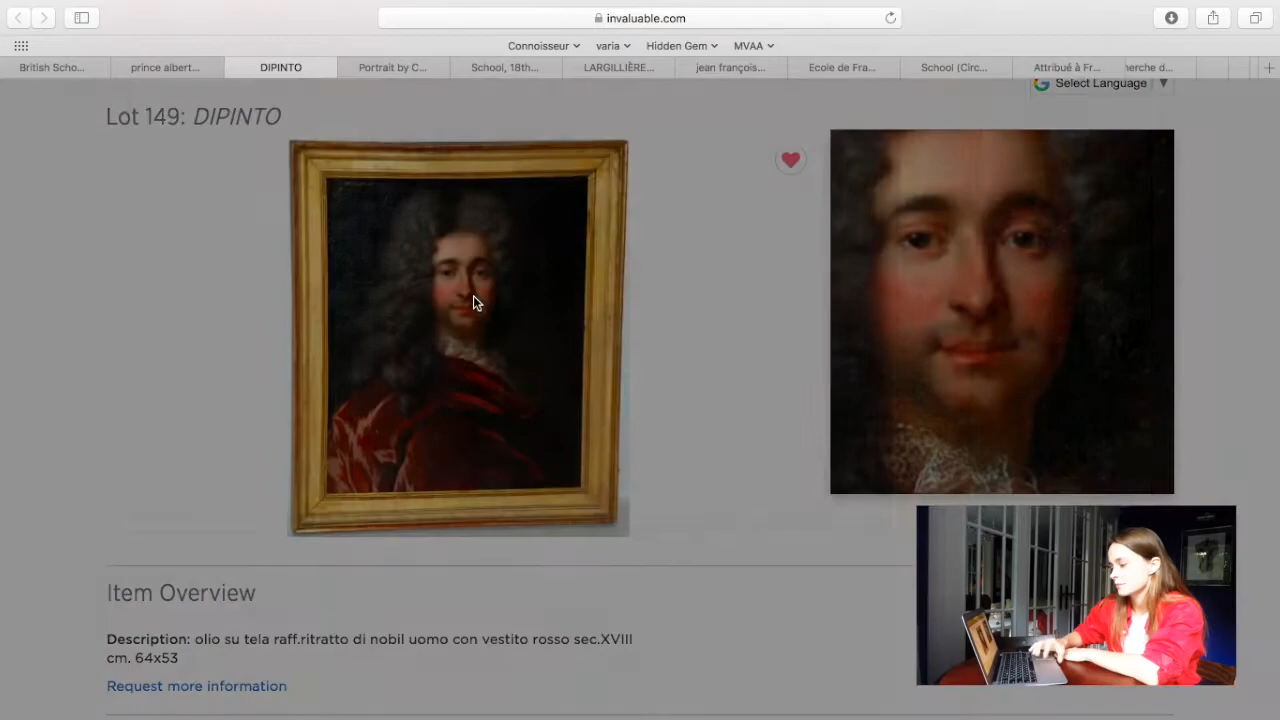 invaluable.com
Connoisseur varia Hidden Gem MVAA
British Scho... prince albert... DIPINTO Portrait by C... School, 18th... LARGILLIÈRE... jean françois... Ecole de Fra... School (Circ... Attribué à Fr... herche d...
Select Language
Lot 149: DIPINTO
Item Overview
Description: olio su tela raff.ritratto di nobil uomo con vestito rosso sec.XVIII
cm. 64x53
Request more information